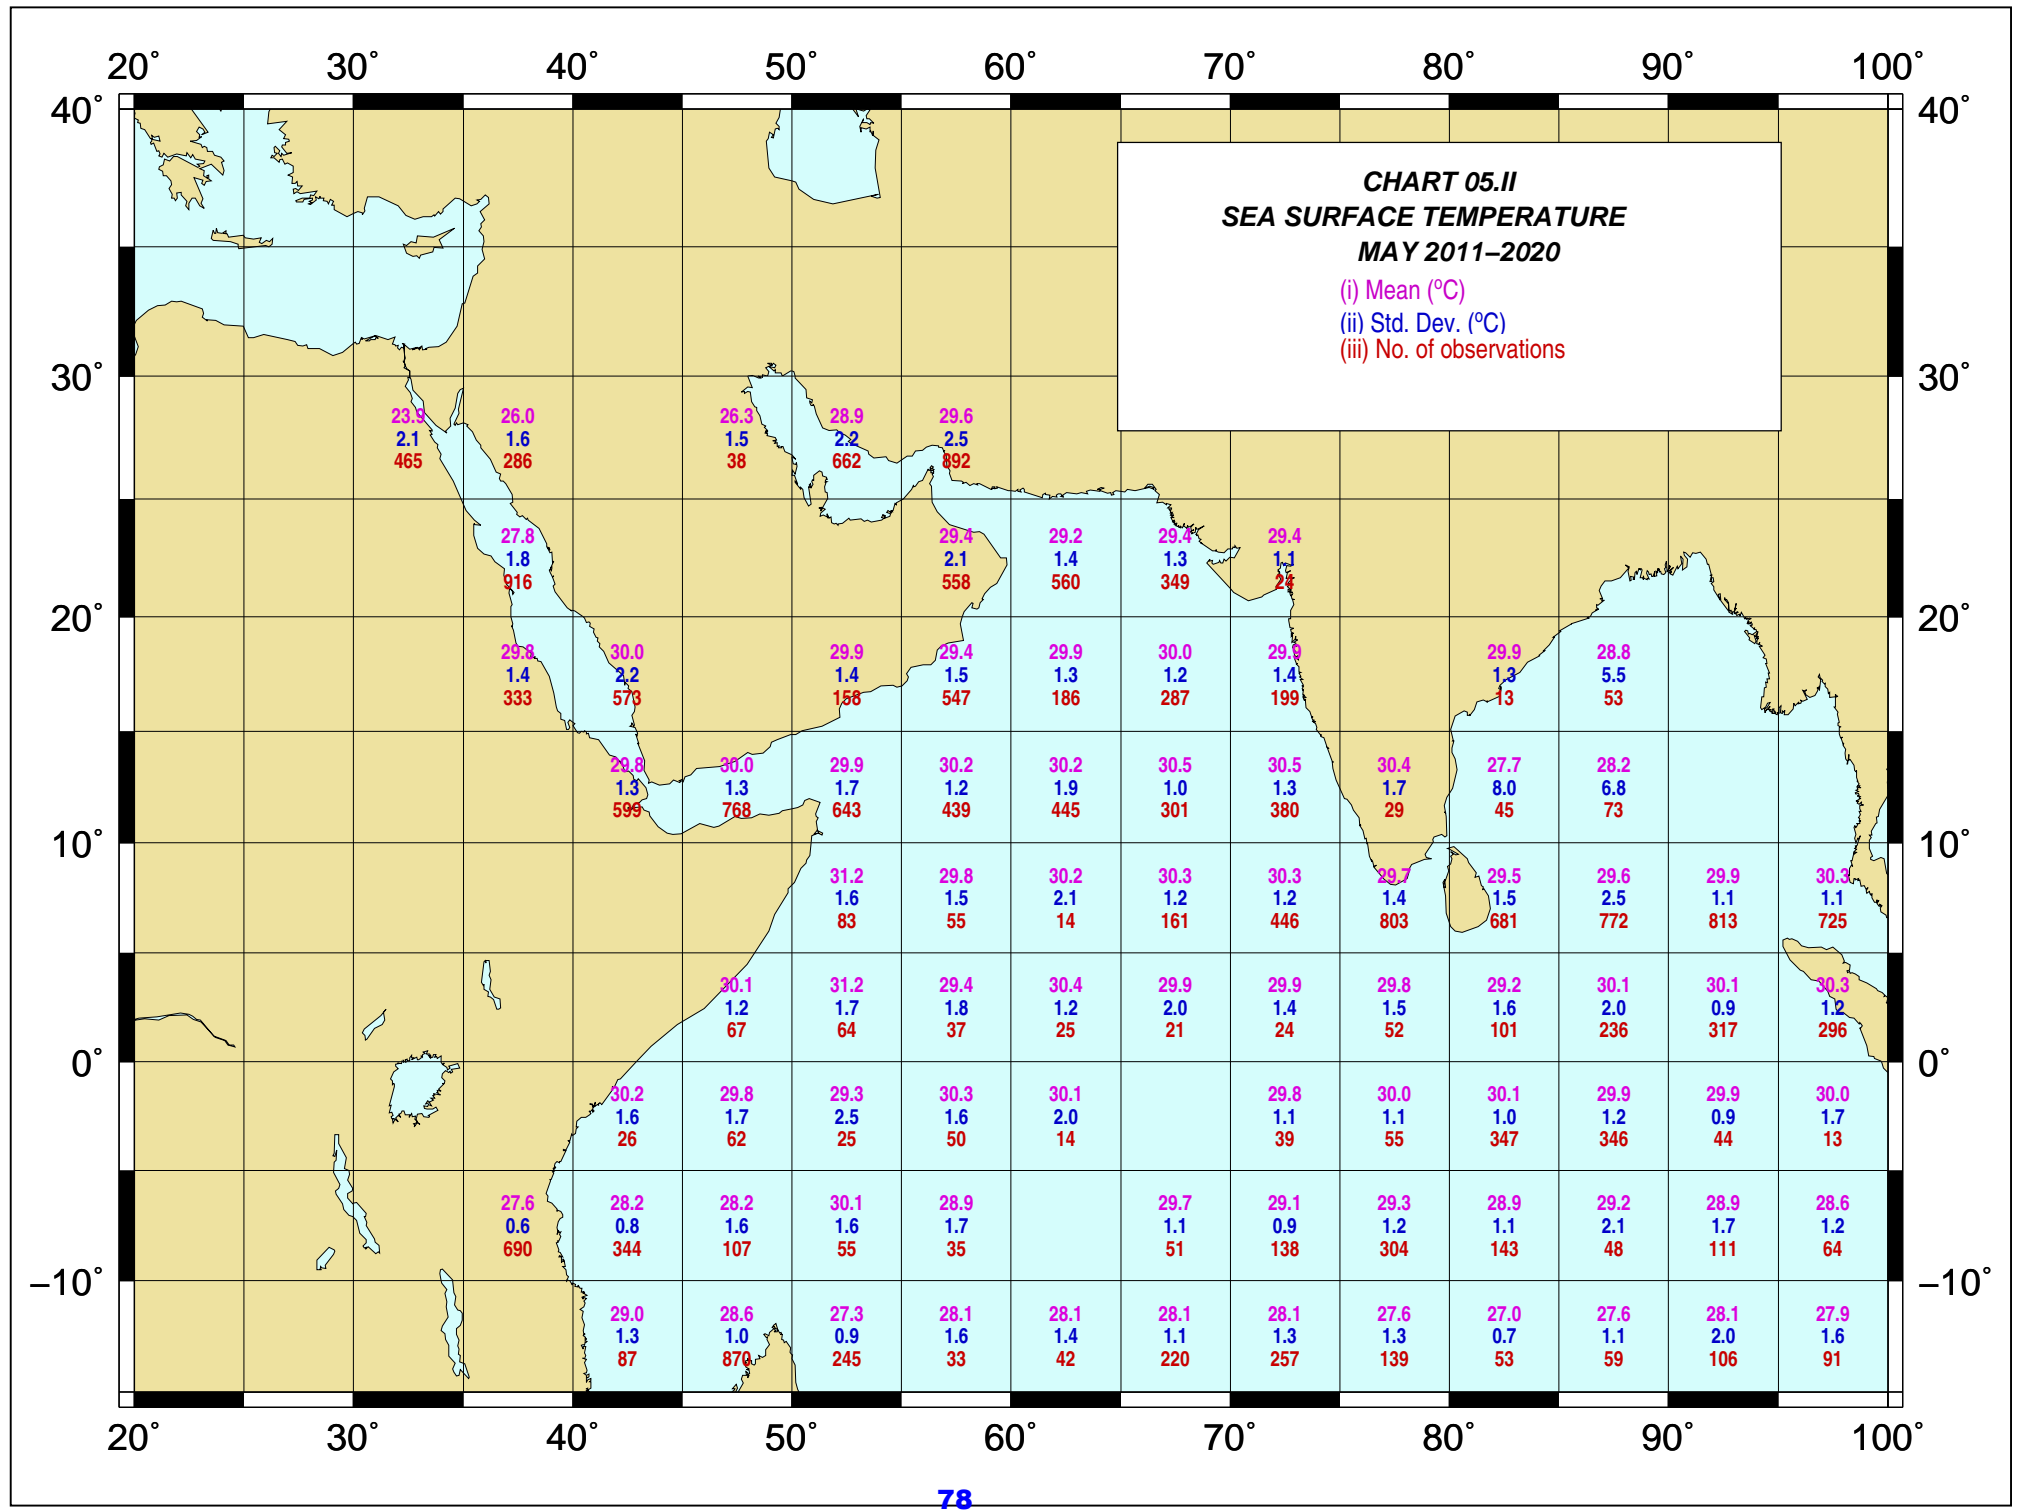 20° 30° 40° 50° 60° 70° 80° 90° 100°
40° 40°
CHART 05.II
SEA SURFACE TEMPERATURE
MAY 2011–2020
(i) Mean (°C)
(ii) Std. Dev. (°C)
(iii) No. of observations
30° 30°
23.9 26.0 26.3 28.9 29.6
2.1 1.6 1.5 2.2 2.5
465 286 38 662 892
27.8 29.4 29.2 29.4 29.4
1.8 2.1 1.4 1.3 1.1
916 558 560 349 24
20° 20°
29.8 30.0 29.9 29.4 29.9 30.0 29.9 29.9 28.8
1.4 2.2 1.4 1.5 1.3 1.2 1.4 1.3 5.5
333 573 158 547 186 287 199 13 53
29.8 30.0 29.9 30.2 30.2 30.5 30.5 30.4 27.7 28.2
1.3 1.3 1.7 1.2 1.9 1.0 1.3 1.7 8.0 6.8
599 768 643 439 445 301 380 29 45 73
10° 10°
31.2 29.8 30.2 30.3 30.3 29.7 29.5 29.6 29.9 30.3
1.6 1.5 2.1 1.2 1.2 1.4 1.5 2.5 1.1 1.1
83 55 14 161 446 803 681 772 813 725
30.1 31.2 29.4 30.4 29.9 29.9 29.8 29.2 30.1 30.1 30.3
1.2 1.7 1.8 1.2 2.0 1.4 1.5 1.6 2.0 0.9 1.2
67 64 37 25 21 24 52 101 236 317 296
0° 0°
30.2 29.8 29.3 30.3 30.1 29.8 30.0 30.1 29.9 29.9 30.0
1.6 1.7 2.5 1.6 2.0 1.1 1.1 1.0 1.2 0.9 1.7
26 62 25 50 14 39 55 347 346 44 13
27.6 28.2 28.2 30.1 28.9 29.7 29.1 29.3 28.9 29.2 28.9 28.6
0.6 0.8 1.6 1.6 1.7 1.1 0.9 1.2 1.1 2.1 1.7 1.2
690 344 107 55 35 51 138 304 143 48 111 64
–10° –10°
29.0 28.6 27.3 28.1 28.1 28.1 28.1 27.6 27.0 27.6 28.1 27.9
1.3 1.0 0.9 1.6 1.4 1.1 1.3 1.3 0.7 1.1 2.0 1.6
87 870 245 33 42 220 257 139 53 59 106 91
20° 30° 40° 50° 60° 70° 80° 90° 100°
78